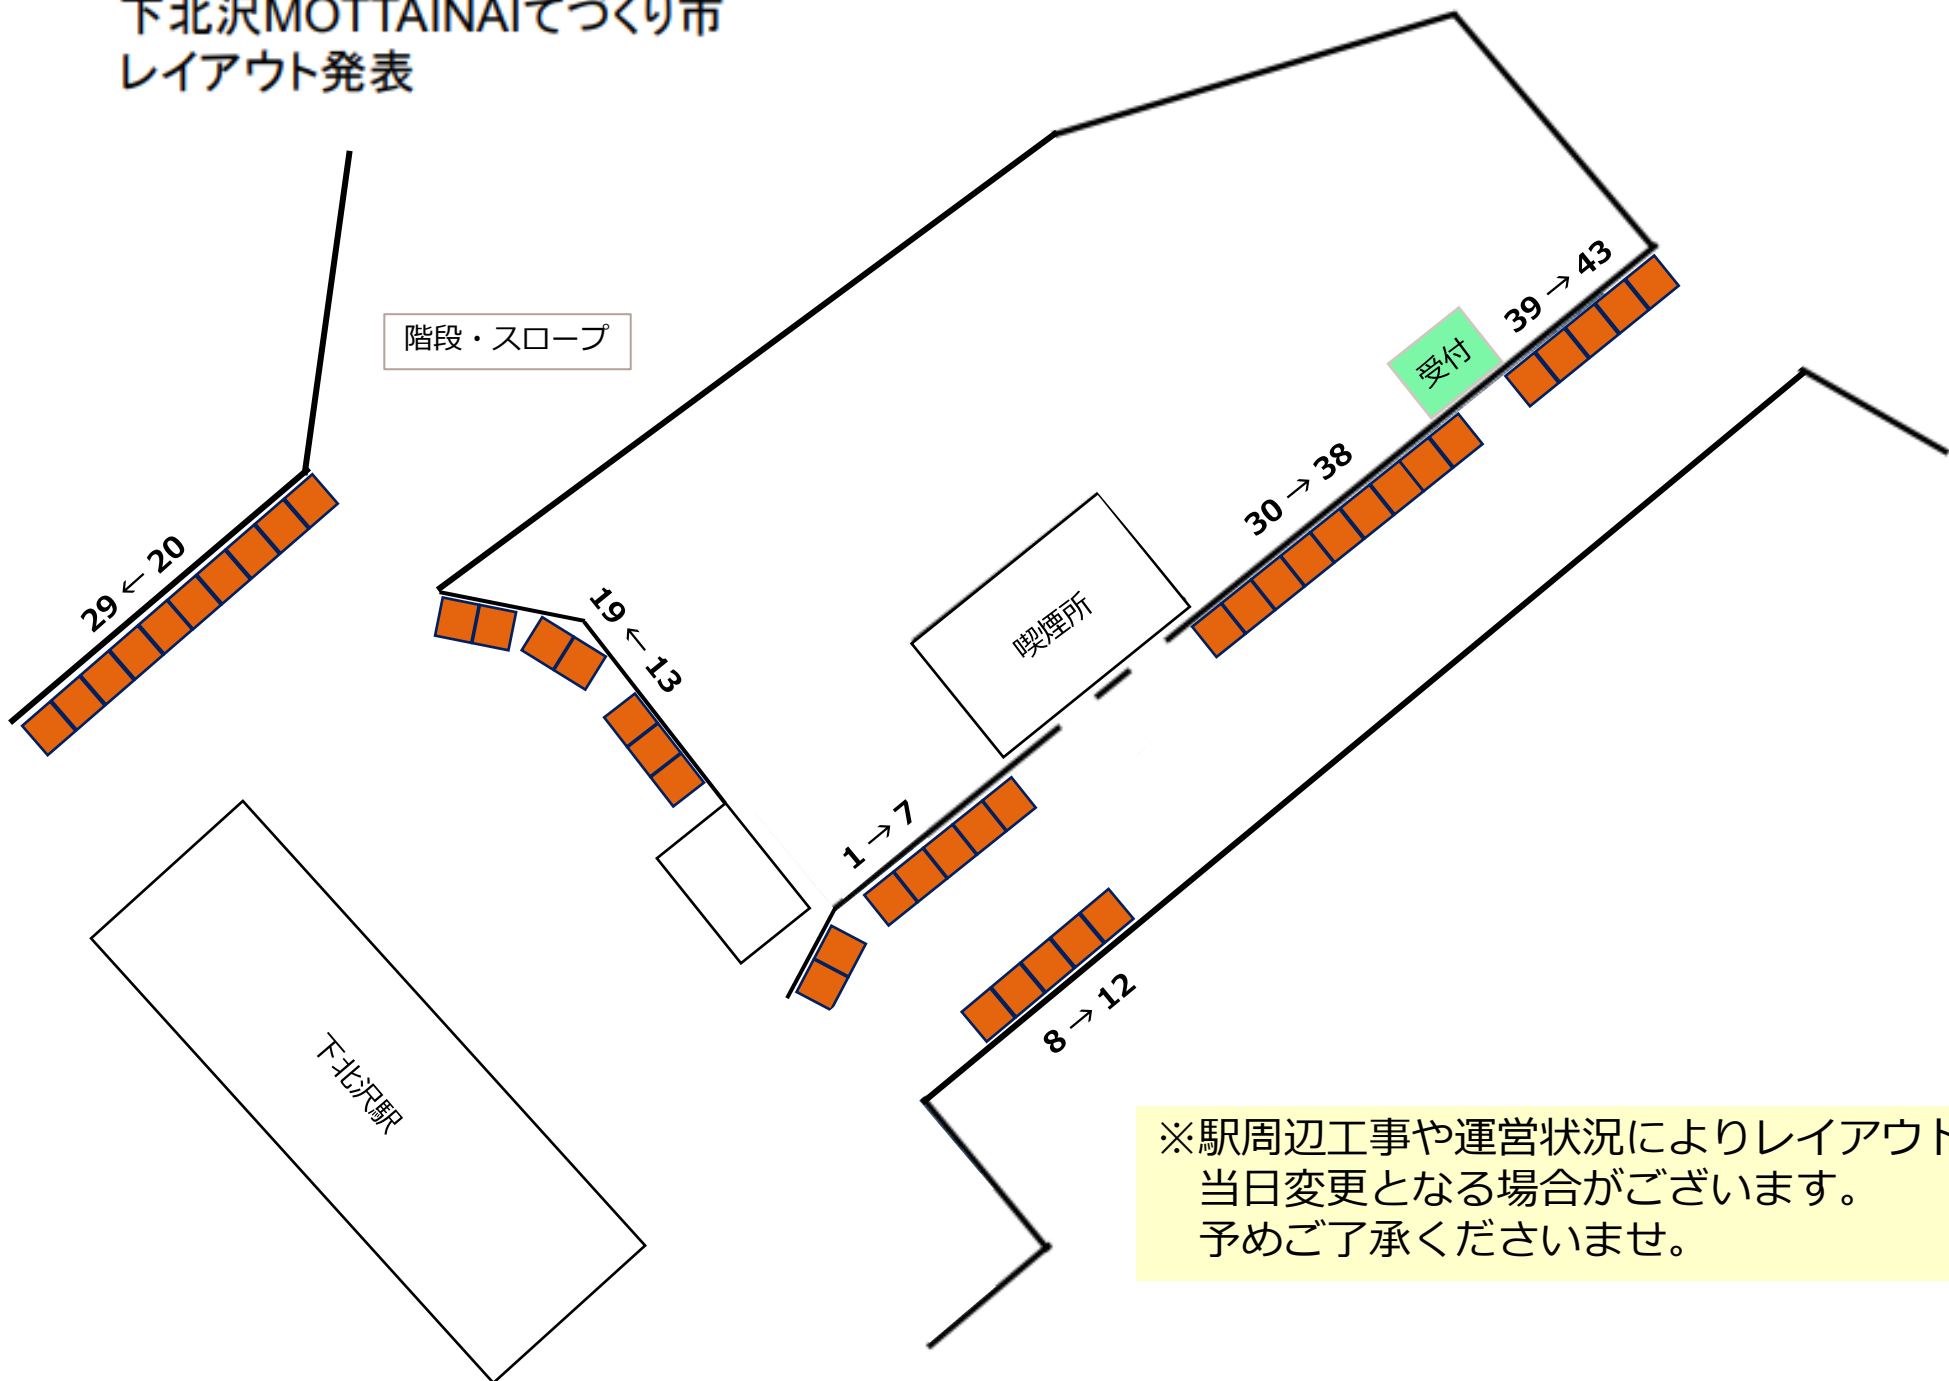 下北沢MOTTAINAIてづくり市
レイアウト発表
階段・スロープ
39 → 43
受付
30 → 38
29 ← 20
19 ← 13
喫煙所
1 → 7
8 → 12
下北沢駅
※駅周辺工事や運営状況によりレイアウト
当日変更となる場合がございます。
予めご了承くださいませ。